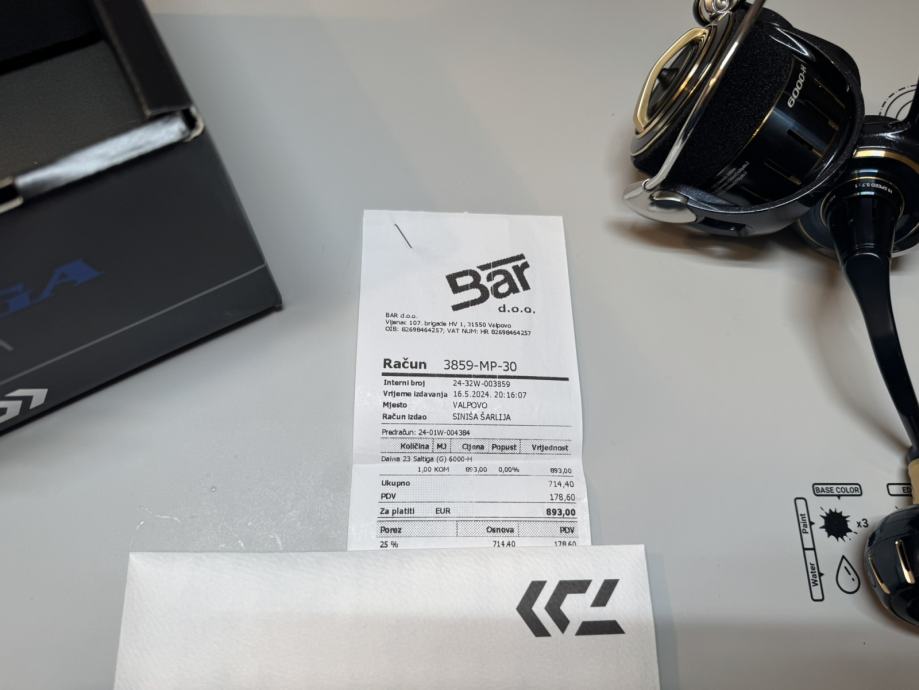 GA
6000-H
Bar
d.o.o.
BAR d.o.o.
Vijenac 107. brigade HV 1, 31550 Valpovo
OIB: 82698464257; VAT NUM: HR 82698464257
Račun 3859-MP-30
Interni broj 24-32W-003859
Vrijeme izdavanja 16.5.2024. 20:16:07
Mjesto VALPOVO
Račun izdao SINIŠA ŠARLIJA
Predračun: 24-01W-004384
Količina MJ Cijena Popust Vrijednost
Daiwa 23 Saltiga (G) 6000-H
1,00 KOM 893,00 0,00% 893,00
Ukupno 714,40
PDV 178,60
Za platiti EUR 893,00
Porez Osnova PDV
25 % 714,40 178,60
BASE COLOR
Paint
x3
Water